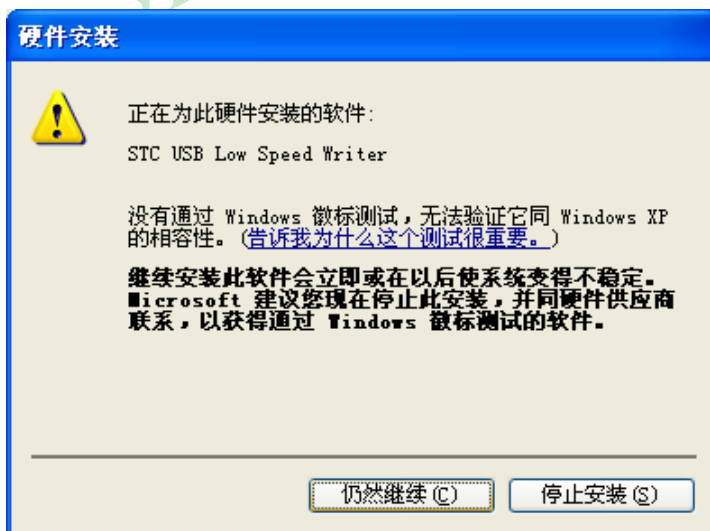 硬件安装
正在为此硬件安装的软件:
STC USB Low Speed Writer
没有通过 Windows 徽标测试，无法验证它同 Windows XP
的相容性。(告诉我为什么这个测试很重要。)
继续安装此软件会立即或在以后使系统变得不稳定。
Microsoft 建议您现在停止此安装，并同硬件供应商
联系，以获得通过 Windows 徽标测试的软件。
仍然继续(C) 停止安装(S)